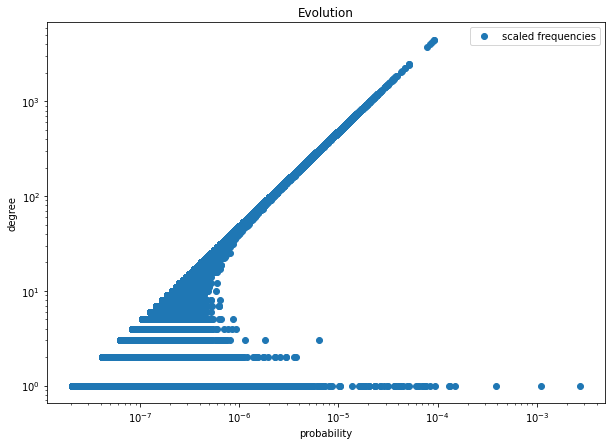 Evolution
scaled frequencies
degree
10³
10²
10¹
10⁰
10⁻⁷
10⁻⁶
10⁻⁵
10⁻⁴
10⁻³
probability